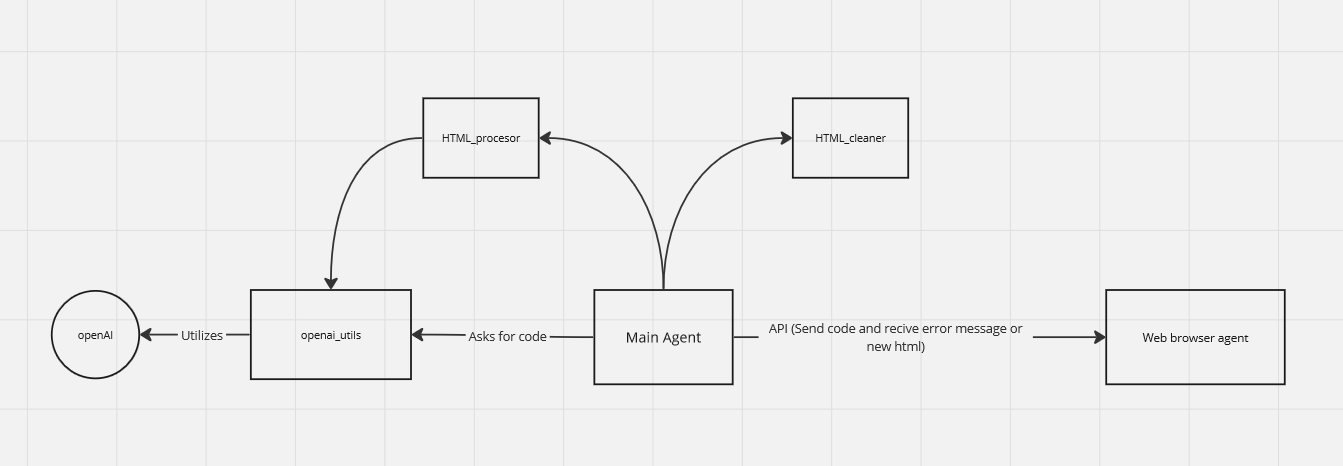 HTML_procesor
HTML_cleaner
openAI
Utilizes
openai_utils
Asks for code
Main Agent
API (Send code and recive error message or
new html)
Web browser agent